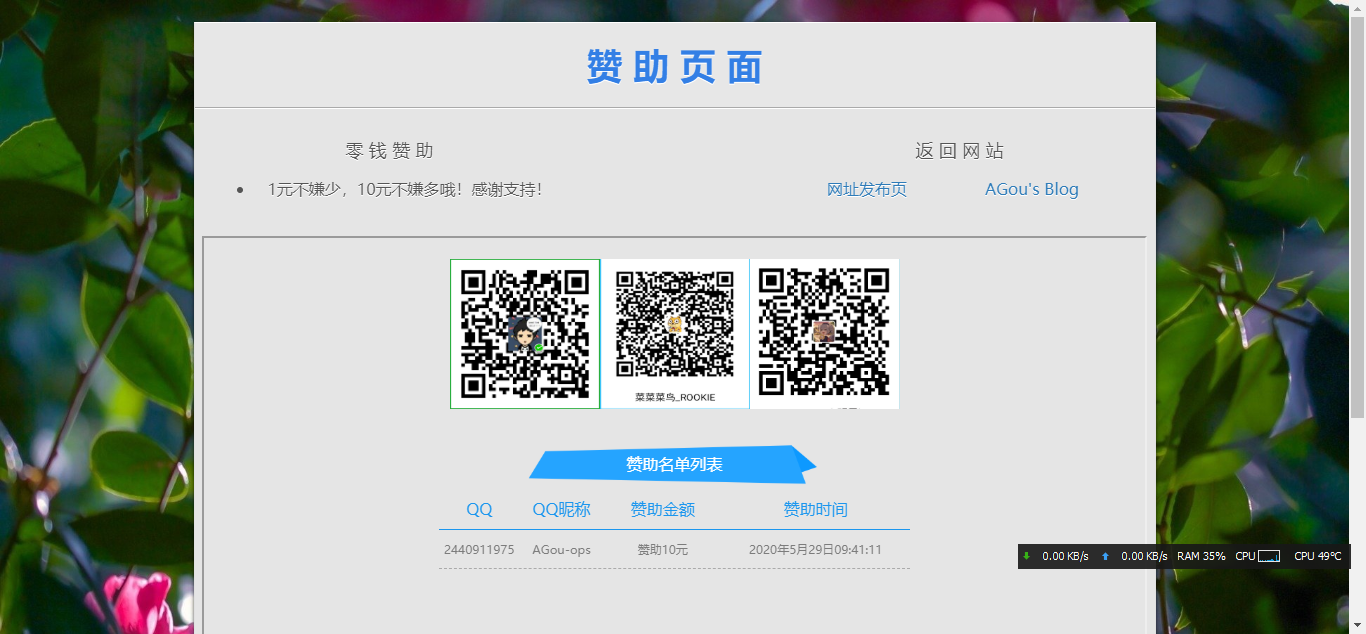 赞助页面
零钱赞助
返回网站
1元不嫌少，10元不嫌多哦！感谢支持！
网址发布页 AGou's Blog
菜菜菜鸟_ROOKIE
赞助名单列表
QQ QQ昵称 赞助金额 赞助时间
2440911975 AGou-ops 赞助10元 2020年5月29日09:41:11
0.00 KB/s 0.00 KB/s RAM 35% CPU CPU 49℃